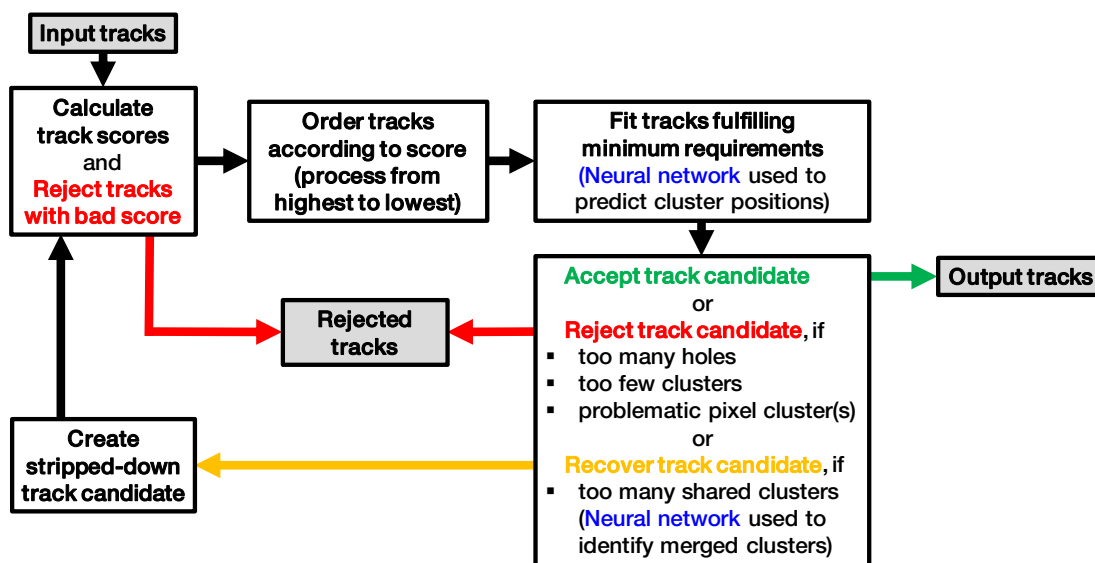 Input tracks
Calculate
track scores
and
Reject tracks
with bad score
Order tracks
according to score
(process from
highest to lowest)
Fit tracks fulfilling
minimum requirements
(Neural network used to
predict cluster positions)
Accept track candidate
or
Reject track candidate, if
▪ too many holes
▪ too few clusters
▪ problematic pixel cluster(s)
or
Recover track candidate, if
▪ too many shared clusters
(Neural network used to
identify merged clusters)
Output tracks
Rejected
tracks
Create
stripped-down
track candidate